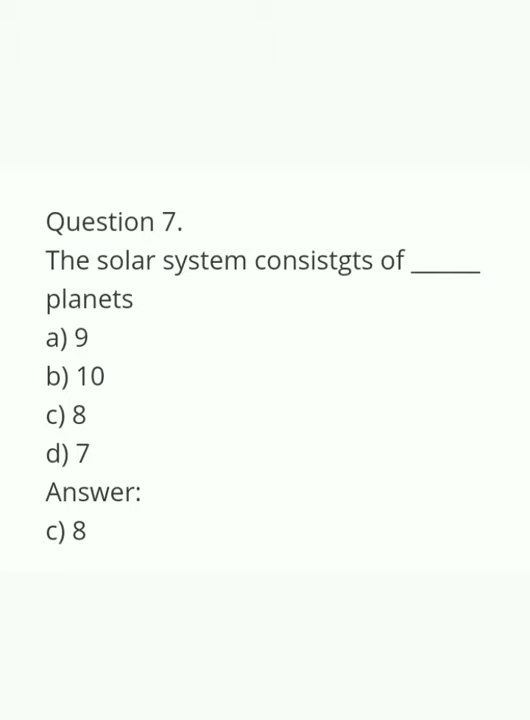 Question 7.
The solar system consistgts of ______
planets
a) 9
b) 10
c) 8
d) 7
Answer:
c) 8